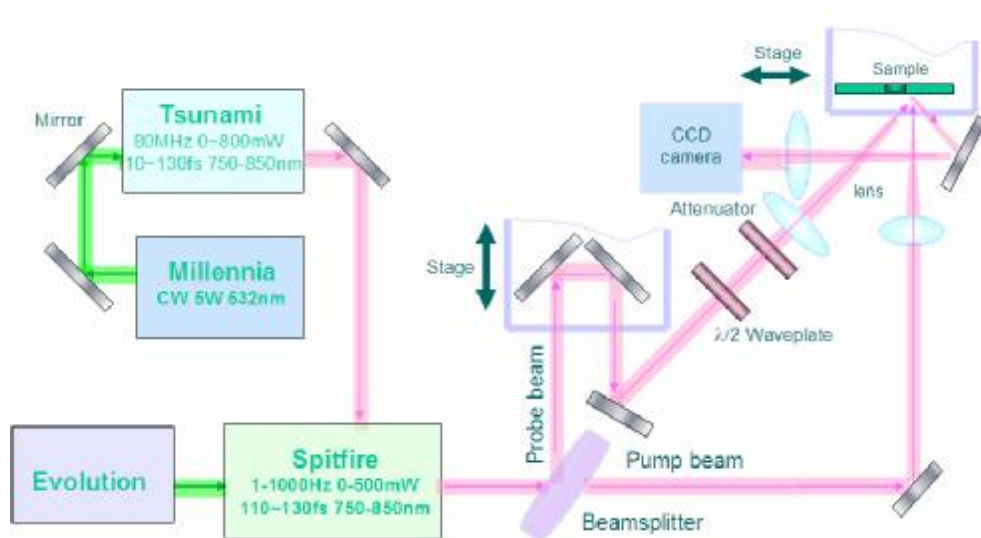 Stage
Sample
Mirror
Tsunami
80MHz 0~800mW
10~130fs 750-850nm
CCD
camera
lens
Attenuator
Stage
Millennia
CW 5W 532nm
λ/2 Waveplate
Probe beam
Evolution
Spitfire
1-1000Hz 0-500mW
110~130fs 750-850nm
Pump beam
Beamsplitter